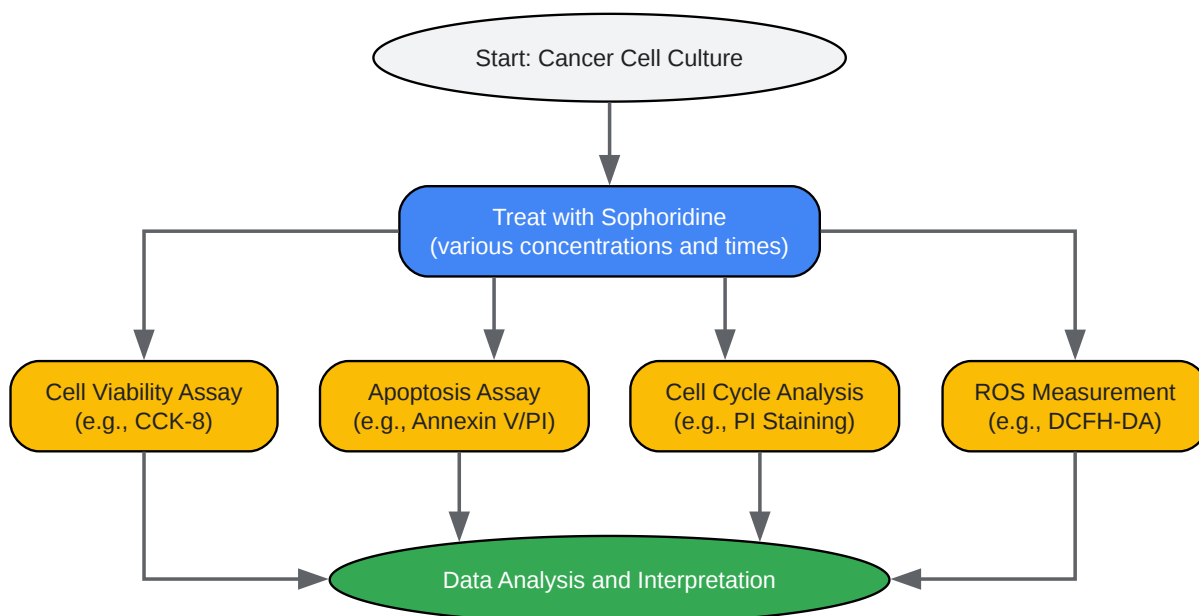 Start: Cancer Cell Culture
Treat with Sophoridine
(various concentrations and times)
Cell Viability Assay
(e.g., CCK-8)
Apoptosis Assay
(e.g., Annexin V/PI)
Cell Cycle Analysis
(e.g., PI Staining)
ROS Measurement
(e.g., DCFH-DA)
Data Analysis and Interpretation